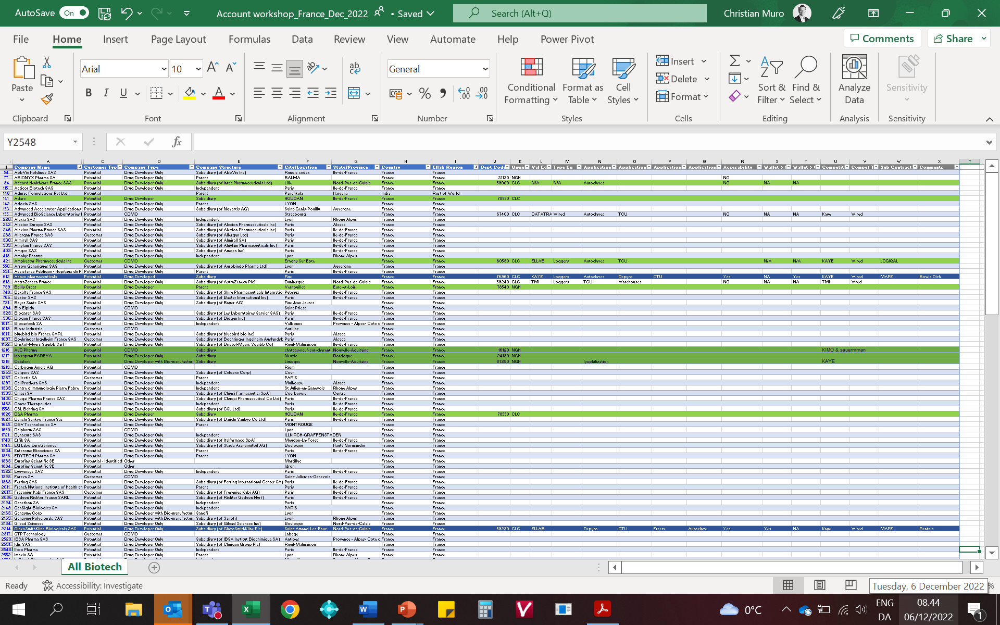 AutoSave On Account workshop_France_Dec_2022 • Saved Search (Alt+Q) Christian Muro
File Home Insert Page Layout Formulas Data Review View Automate Help Power Pivot Comments Share
Arial 10 General
Paste Conditional Formatting Format as Table Cell Styles Insert Delete Format Sort & Filter Find & Select Analyze Data Sensitivity
Clipboard Font Alignment Number Styles Cells Editing Analysis Sensitivity
Y2548 fx
A C D E F G H I J K L M N O P Q R S T U V W X Y
1 Company Name Customer Typ Company Type Company Structure City/Location State/Province Country Ellab Region Dept Code Owne Val Eq Type Eq Application Application Application Application Accesability Wallet > Wallet > Competit Compet T Sub Contract Comments
54 AbbVie Holdings SAS Potential Drug Developer Only Subsidiary (of AbbVie Inc) Rungis cedex Ile-de-France France France
77 ABIONYX Pharma SA Potential Drug Developer Only Parent BALMA France France 31130 NGH NO
94 Accord Healthcare France SAS Potential Drug Developer Only Subsidiary (of Intas Pharmaceuticals Ltd) Lille Nord-Pas-de-Calais France France 59000 CLC N/A N/A Autoclaves NO NA NA
115 Acticor Biotech SAS Potential Drug Developer Only Independent Paris Ile-de-France France France
140 Admac Formulations Pvt Ltd Potential Parent Panchkula Haryana India Rest of World
141 Adare Potential Drug Developer Subsidiary HOUDAN Ile-de-France France France 78550 CLC
142 Adocia SAS Potential Drug Developer Only Parent LYON France France
153 Advanced Accelerator Applications Potential Drug Developer Only Subsidiary (of Novartis AG) Saint-Genis-Pouilly Auvergne France France
155 Advanced BioScience Laboratories I Potential CDMO Strasbourg France France 67400 CLC DATATRA Wired Autoclaves TCU NO NA NA Kaye Wired
228 Alaxia SAS Potential Drug Developer Only Independent Lyon Rhone Alpes France France
242 Alexion Europe SAS Potential Drug Developer Only Subsidiary (of Alexion Pharmaceuticals Inc) Paris Alsace France France
246 Alexion Pharma France SAS Potential Drug Developer Only Subsidiary (of Alexion Pharmaceuticals Inc) Paris Ile-de-France France France
288 Allergan France SAS Customer Drug Developer Only Subsidiary (of Allergan Ltd) Paris Ile-de-France France France
330 Almirall SAS Potential Drug Developer Only Subsidiary (of Almirall SA) Paris Ile-de-France France France
333 Alnylam France SAS Potential Drug Developer Only Subsidiary (of Alnylam Pharmaceuticals Inc) Paris Ile-de-France France France
403 Amgen SAS Potential Drug Developer Only Subsidiary (of Amgen Inc) Paris Ile-de-France France France
418 Amolyt Pharma Potential Drug Developer Only Independent Lyon Rhone Alpes France France
421 Amphastar Pharmaceuticals Inc Customer CDMO Eragny Sur Epte France France 60590 CLC ELLAB Loggers Autoclaves TCU N/A N/A KAYE Wired LOGIQAL
550 Arrow Generiques SAS Potential Drug Developer Only Subsidiary (of Aurobindo Pharma Ltd) Lyon Auvergne France France
591 Assistance Publique - Hopitaux de P Potential Drug Developer Only Parent Paris Ile-de-France France France
612 Aspen pharmaceuticals Potential Drug Developed Subsidiary Rue France France 76960 CLC KAYE Loggers Autoclaves Depyro CTU Yes NA Yes KAYE Wired MAPE Bowie Dick
613 AstraZeneca France Potential Drug Developer Only Subsidiary (of AstraZeneca Plc) Dunkerque Nord-Pas-de-Calais France France 59240 CLC TMI Loggers TCU Warehouses NO NA NA TMI Wred
739 Bailly Creat Potential Drug Developer Parent Vernouillet Eure-et-Loir France France 78540 NGH
740 Baxalta France SAS Potential Drug Developer Only Subsidiary (of Shire Pharmaceuticals Internatio Puteaux Ile-de-France France France
766 Baxter SAS Potential Drug Developer Only Subsidiary (of Baxter International Inc) Paris Ile-de-France France France
791 Bayer Sante SAS Potential Drug Developer Only Subsidiary (of Bayer AG) Rue Jean Jaures France France
894 Bio Elpida Potential CDMO Saint Priest France France
929 Biogaran SAS Potential Drug Developer Only Subsidiary (of Les Laboratoires Servier SAS) Paris Ile-de-France France France
936 Biogen France SAS Potential Drug Developer Only Subsidiary (of Biogen Inc) Paris Ile-de-France France France
1017 Biosantech SA Potential Drug Developer Only Independent Valbonne Provence - Alpes- Cote d France France
1019 Biose Industrie Customer CDMO Aurillac France France
1077 bluebird bio France SARL Potential Drug Developer Only Subsidiary (of bluebird bio Inc) Paris Alsace France France
1097 Boehringer Ingelheim France SAS Customer Drug Developer Only Subsidiary (of Boehringer Ingelheim Auslandsb Paris Alsace France France
1162 Bristol-Myers Squibb Sarl Potential Drug Developer Only Subsidiary (of Bristol-Myers Squibb Co) Rueil-Malmaison Ile-de-France France France
1216 AJC Pharma potential CDMO Subsidiary chateau-neuf-sur-charent Nouvelle-Aquitaine France France 16120 NGH KIMO & sauermman
1217 Interspray FAREVA Potential Drug Developer Only Subsidiary Neuvic Dordogne France France 24190 NGH
1218 Catalent Potential Drug Developer with Bio-manufacturin Subsidiary Limoges Nouvelle-Aquitaine France France 87280 NGH lyophilization KAYE
1219 Carbogen Amcis AG Potential CDMO Riom France France
1263 Celgene SAS Potential Drug Developer Only Subsidiary (of Celgene Corp) Cour France France
1287 Cellectis SA Customer Drug Developer Only Parent PARIS France France
1297 CellProthera SAS Potential Drug Developer Only Independent Mulhouse Alsace France France
1339 Centre d'Immunologie Pierre Fabre Potential Drug Developer Only Independent St Julien-en-Genevois Rhone Alpes France France
1393 Chiesi SA Potential Drug Developer Only Subsidiary (of Chiesi Farmaceutici SpA) Courbevoie Centre France France
1430 Chugai Pharma France SAS Potential Drug Developer Only Subsidiary (of Chugai Pharmaceutical Co Ltd) Paris Ile-de-France France France
1483 Coave Therapeutics Potential Drug Developer Only Independent Paris Ile-de-France France France
1558 CSL Behring SA Potential Drug Developer Only Subsidiary (of CSL Ltd) Paris Ile-de-France France France
1626 D&A Pharma Potential Drug Developer Subsidiary HOUDAN Ile-de-France France France 78550 CLC
1627 Daiichi Sankyo France Sas Potential Drug Developer Only Subsidiary (of Daiichi Sankyo Co Ltd) Paris Ile-de-France France France
1645 DBV Technologies SA Potential Drug Developer Only Parent MONTROUGE France France
1650 Delpharm SAS Potential CDMO Lyon France France
1721 Dynacure SAS Potential Drug Developer Only Independent ILLKIRCH-GRAFFENSTADEN France France
1743 Effik SA Potential Drug Developer Only Subsidiary (of Italfarmaco SpA) Meudon-La-Foret Ile-de-France France France
1744 EG Labo EuroGenerics Potential Drug Developer Only Subsidiary (of Stada Arzneimittel AG) Boulogne Haute Normandie France France
1834 Enterome Bioscience SA Potential Drug Developer Only Parent Paris Ile-de-France France France
1858 ERYTECH Pharma SA Potential Drug Developer Only Parent LYON France France
1883 Eurofins Scientific SE Potential - Identified Other Martillac France France
1884 Eurofins Scientific SE Potential Other Idron France France
1922 Eyevensys SAS Potential Drug Developer Only Independent Paris Ile-de-France France France
1928 Fareva SA Customer CDMO Saint-Julien-en-Genevois France France
1963 Ferring SAS Potential Drug Developer Only Subsidiary (of Ferring International Center SA) Paris Ile-de-France France France
2011 French National Institute of Health an Potential Drug Developer Only Parent Paris Ile-de-France France France
2017 Fresenius Kabi France SAS Customer Drug Developer Only Subsidiary (of Fresenius Kabi AG) Paris Ile-de-France France France
2086 Gedeon Richter France SARL Potential Drug Developer Only Subsidiary (of Richter Gedeon Nyrt) Paris Ile-de-France France France
2124 Genethon SA Potential Drug Developer Only Independent Paris France France
2143 GenSight Biologics SA Potential Drug Developer Only Independent PARIS France France
2163 Genzyme Corp Potential Drug Developer with Bio-manufacturin Sanofi Lyon France France
2169 Genzyme Polyclonals SAS Potential Drug Developer with Bio-manufacturin Subsidiary (of Sanofi) Lyon Rhone Alpes France France
2184 Gilead Sciences Potential Drug Developer Only Subsidiary (of Gilead Sciences Inc) Boulogne Nord-Pas-de-Calais France France
2214 GlaxoSmithKline Biologicals SAS Potential Drug Developer Only Subsidiary (of GlaxoSmithKline Plc) Saint-Amand-Les-Eaux Nord-Pas-de-Calais France France 59230 CLC ELLAB Depyro CTU Freeze Autoclave Yes Yes NA Kaye Wired MAPE Rentals
2317 GTP Technology Customer CDMO Labege France France
2520 IBSA Pharma SAS Potential Drug Developer Only Subsidiary (of IBSA Institut Biochimique SA) Antibes Provence - Alpes- Cote d France France
2531 Idis SAS Potential Drug Developer Only Subsidiary (of Clinigen Group Plc) Rueil-Malmaison France France
2548 Iltoo Pharma Potential Drug Developer Only Independent Paris Ile-de-France France France
2552 Imaxio SA Potential Drug Developer Only Parent Lyon Rhone Alpes France France
All Biotech
Ready Accessibility: Investigate Tuesday, 6 December 2022 %
0°C ENG DA 08.44 06/12/2022 1